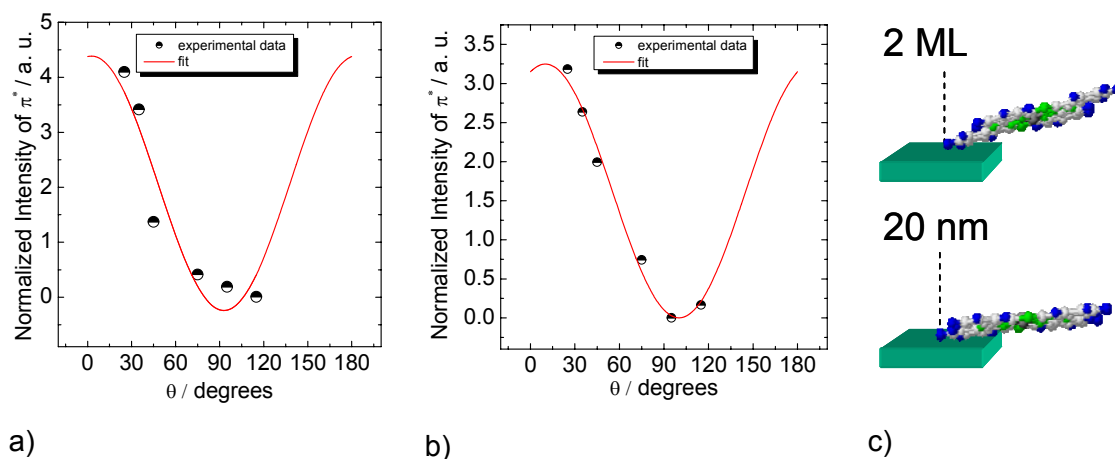 5
4
3
2
1
0
Normalized Intensity of π* / a. u.
experimental data
fit
0 30 60 90 120 150 180
θ / degrees
a)
3.5
3.0
2.5
2.0
1.5
1.0
0.5
0.0
Normalized Intensity of π* / a. u.
experimental data
fit
0 30 60 90 120 150 180
θ / degrees
b)
2 ML
20 nm
c)